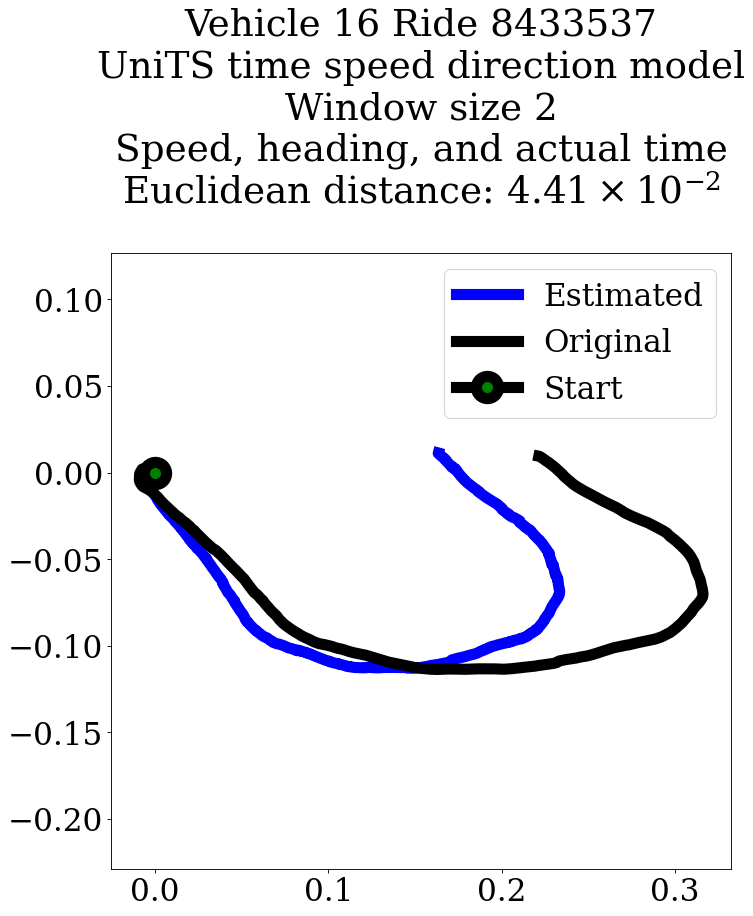 Vehicle 16 Ride 8433537
UniTS time speed direction model
Window size 2
Speed, heading, and actual time
Euclidean distance: 4.41 × 10⁻²
Estimated
Original
Start
0.10
0.05
0.00
−0.05
−0.10
−0.15
−0.20
0.0 0.1 0.2 0.3